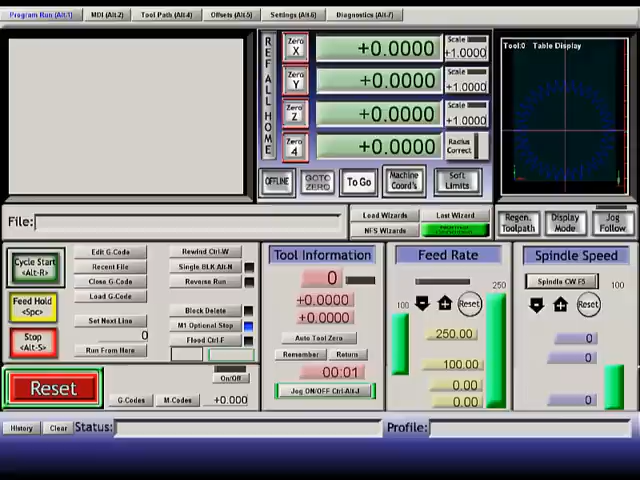 Program Run (Alt-1) MDI (Alt-2) Tool Path (Alt-4) Offsets (Alt-5) Settings (Alt-6) Diagnostics (Alt-7)
REF ALL HOME
Zero X +0.0000 Scale +1.0000
Zero Y +0.0000 Scale +1.0000
Zero Z +0.0000 Scale +1.0000
Zero 4 +0.0000 Radius Correct
Tool:0 Table Display
OFFLINE GOTO ZERO To Go Machine Coord's Soft Limits
File:
Load Wizards Last Wizard
NFS Wizards
Regen. Toolpath Display Mode Jog Follow
Cycle Start <Alt-R>
Feed Hold <Spc>
Stop <Alt-S>
Edit G-Code
Recent File
Close G-Code
Load G-Code
Set Next Line
0
Run From Here
Rewind Ctrl-W
Single BLK Alt-N
Reverse Run
Block Delete
M1 Optional Stop
Flood Ctrl-F
Reset
G-Codes M-Codes
On/Off
+0.000
Tool Information
0
+0.0000
+0.0000
Auto Tool Zero
Remember Return
00:01
Jog ON/OFF Ctrl-Alt-J
Feed Rate
250
100 Reset
250.00
100.00
0.00
0.00
Spindle Speed
Spindle CW F5
100
Reset
0
0
0
History Clear Status: Profile: